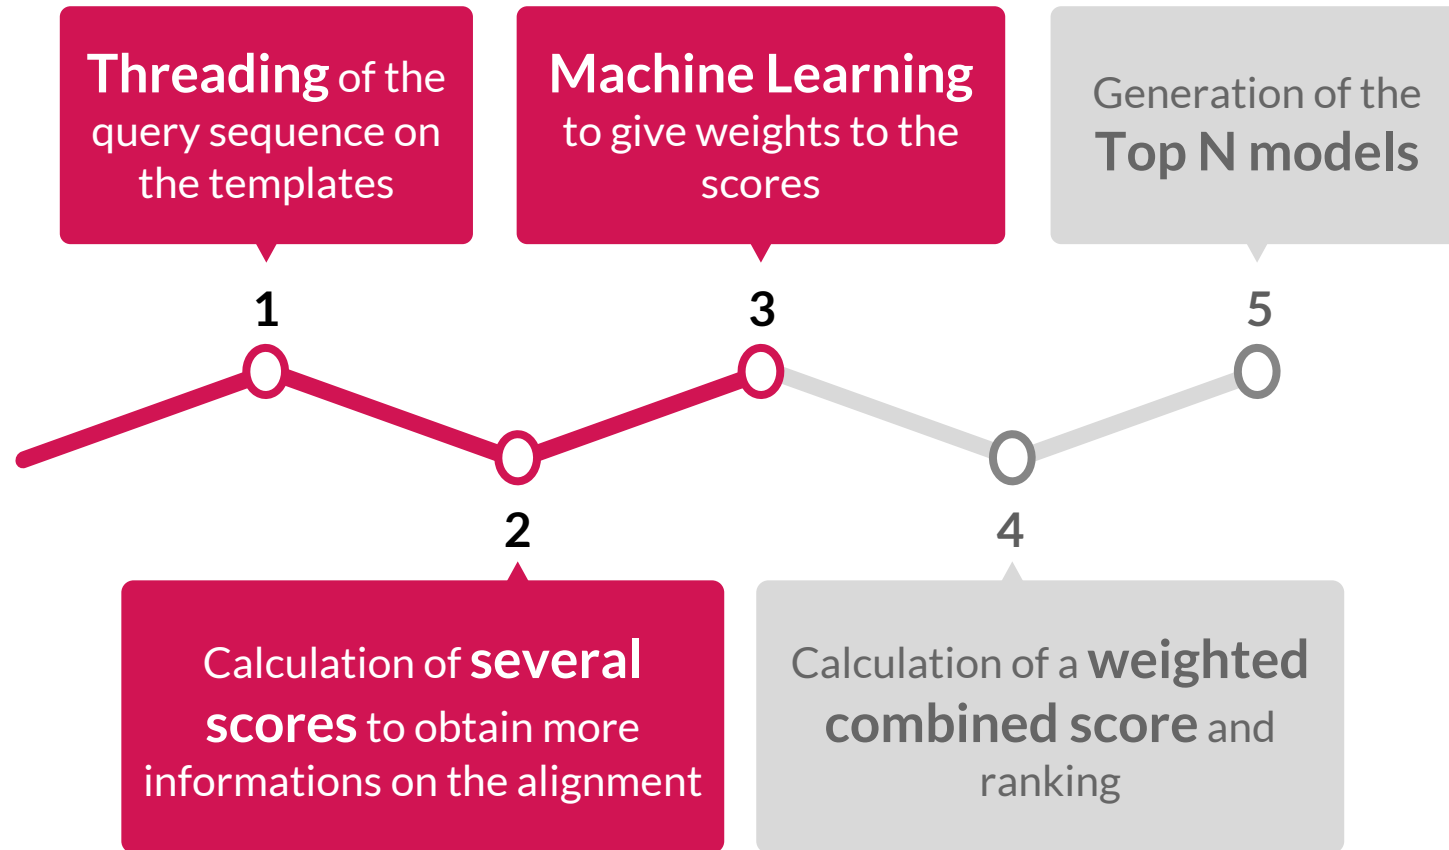 Threading of the
query sequence on
the templates
1
Calculation of several
scores to obtain more
informations on the alignment
2
Machine Learning
to give weights to the
scores
3
Calculation of a weighted
combined score and
ranking
4
Generation of the
Top N models
5